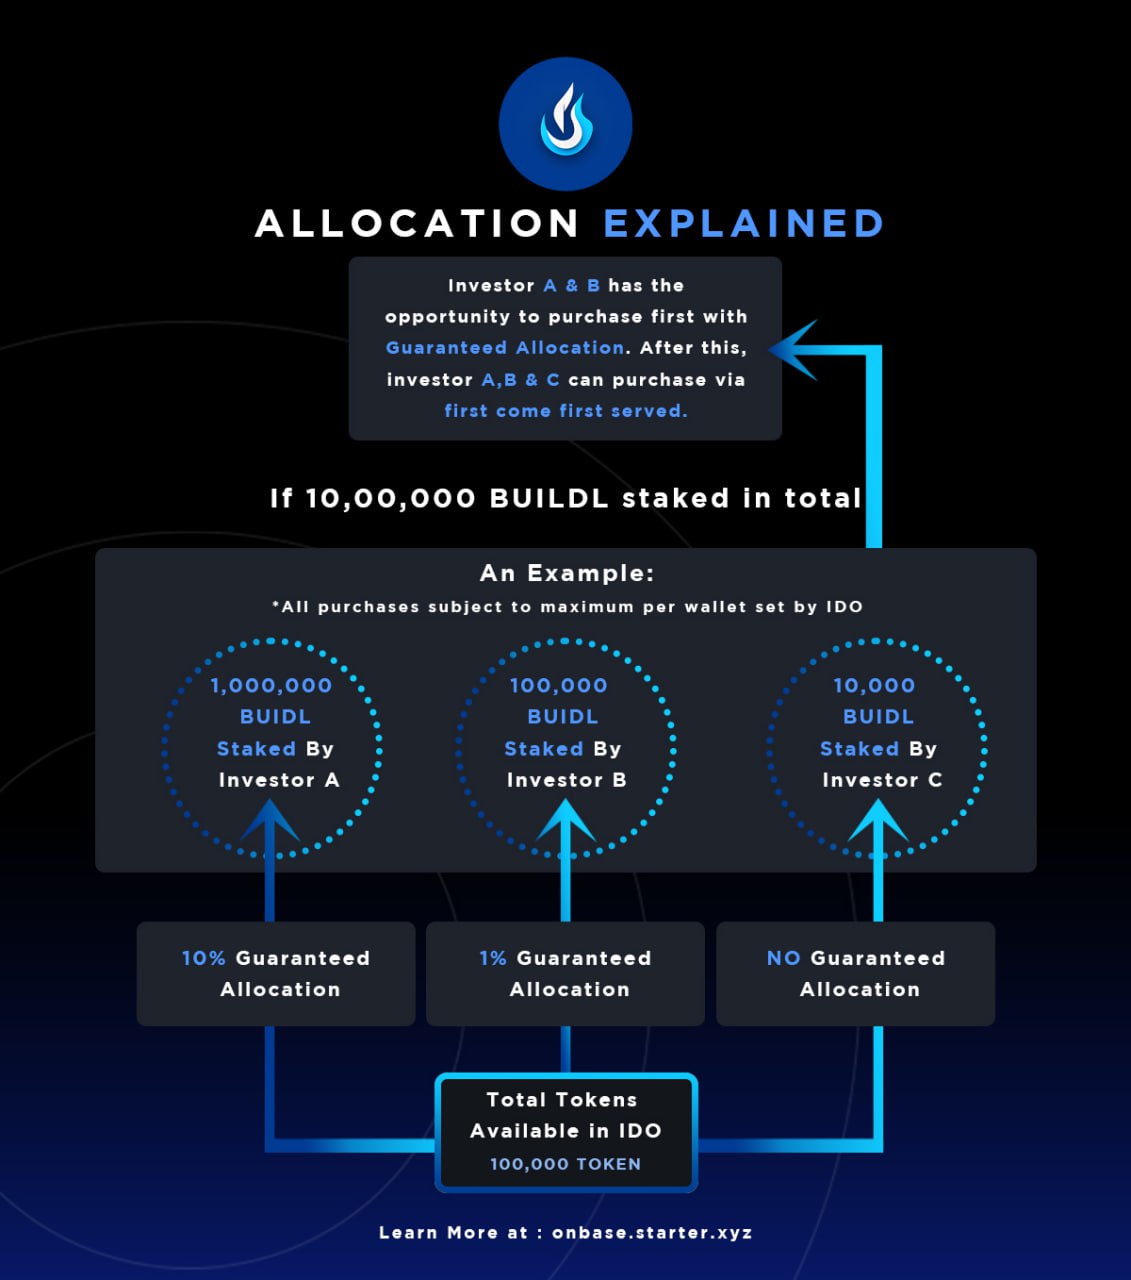 ALLOCATION EXPLAINED
Investor A & B has the
opportunity to purchase first with
Guaranteed Allocation. After this,
investor A,B & C can purchase via
first come first served.
If 10,00,000 BUILDL staked in total
An Example:
*All purchases subject to maximum per wallet set by IDO
1,000,000
BUIDL
Staked By
Investor A
100,000
BUIDL
Staked By
Investor B
10,000
BUIDL
Staked By
Investor C
10% Guaranteed
Allocation
1% Guaranteed
Allocation
NO Guaranteed
Allocation
Total Tokens
Available in IDO
100,000 TOKEN
Learn More at : onbase.starter.xyz